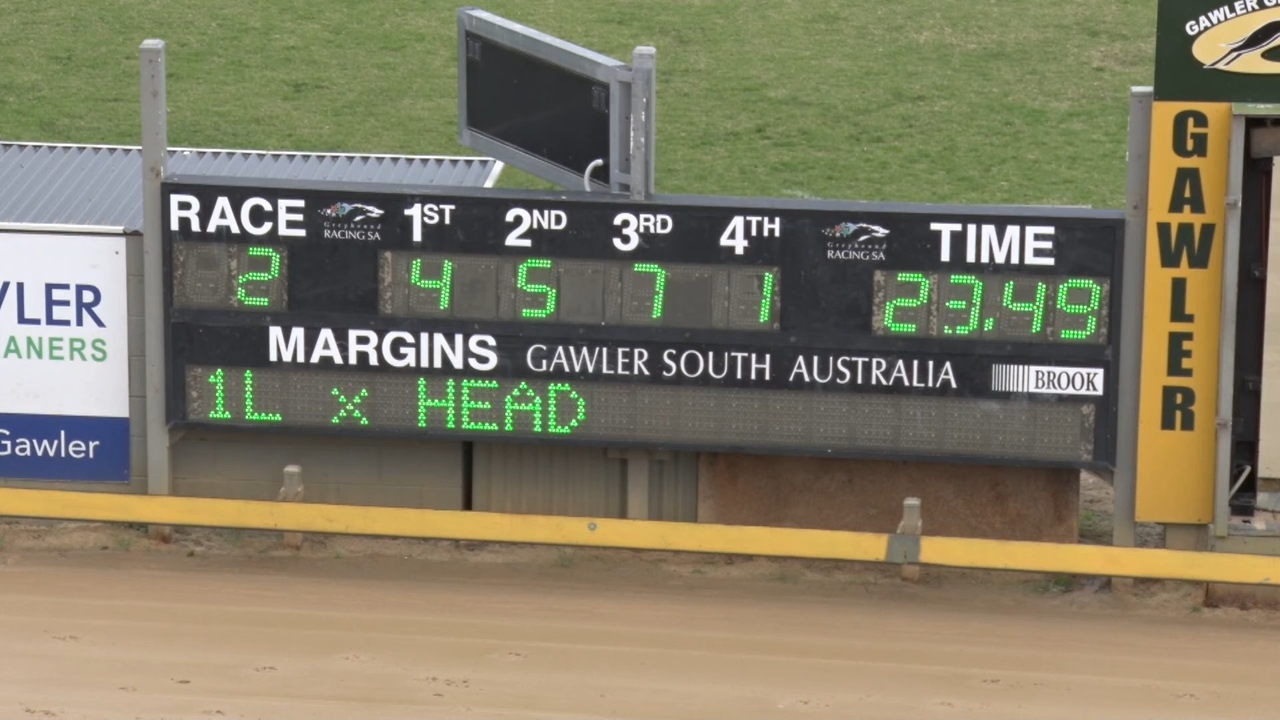 GAWLER G
GAWLER
RACE
Greyhound
RACING SA
1ST
2ND
3RD
4TH
Greyhound
RACING SA
TIME
2
4
5
7
1
23.49
MARGINS
GAWLER SOUTH AUSTRALIA
BROOK
1L x HEAD
VLER
EANERS
Gawler